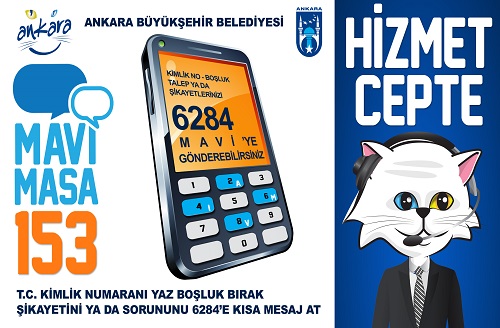 ankara
ANKARA BÜYÜKŞEHİR BELEDİYESİ
ANKARA
HİZMET
CEPTE
KİMLİK NO - BOŞLUK
TALEP YA DA
ŞİKAYETLERİNİZİ
6284
MAVİ'YE
GÖNDEREBİLİRSİNİZ
MAVİ
MASA
153
1 2 A 3
4 I 5 6 M
7 8 V 9
0
T.C. KİMLİK NUMARANI YAZ BOŞLUK BIRAK
ŞİKAYETİNİ YA DA SORUNUNU 6284'E KISA MESAJ AT